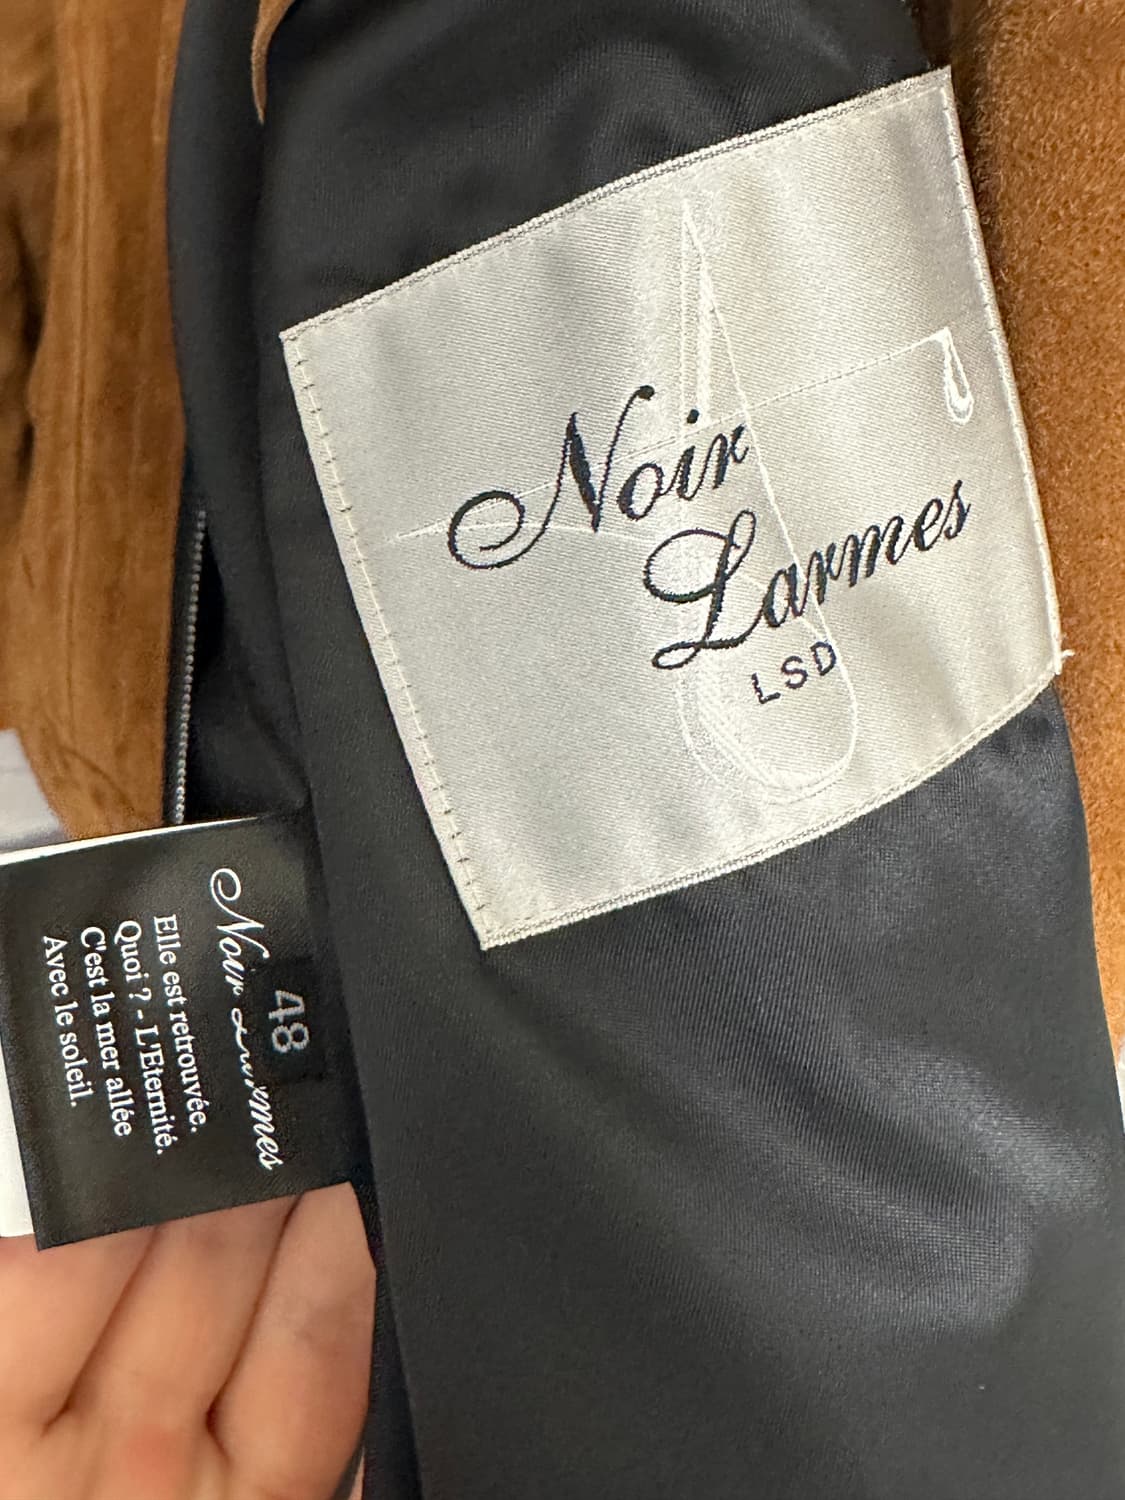 Noir
Larmes
LSD
48
Noir Larmes
Elle est retrouvée.
Quoi ? - L'Eternité.
C'est la mer allée
Avec le soleil.